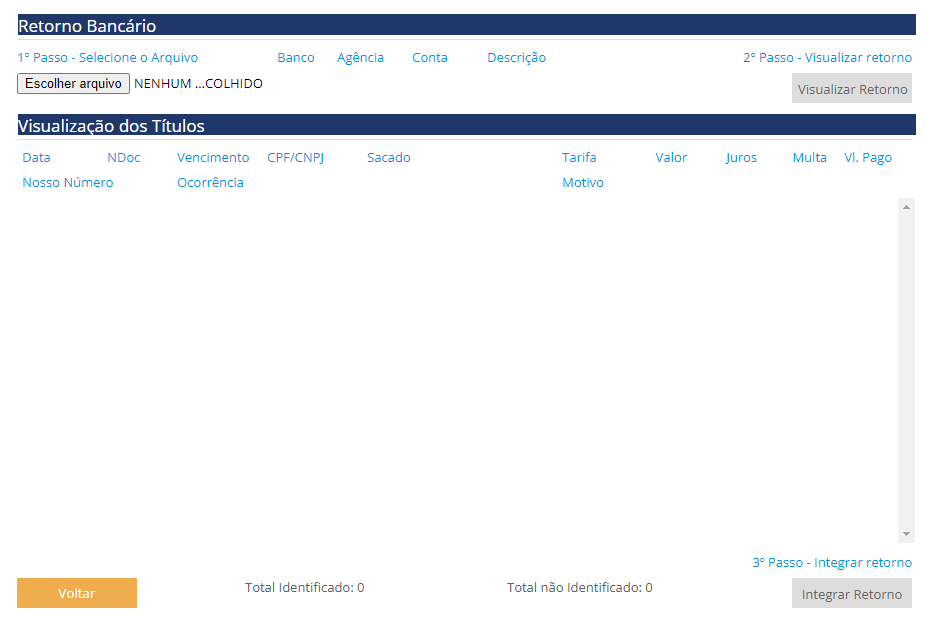 Retorno Bancário
1º Passo - Selecione o Arquivo Banco Agência Conta Descrição 2º Passo - Visualizar retorno
Escolher arquivo NENHUM ...COLHIDO Visualizar Retorno
Visualização dos Títulos
Data NDoc Vencimento CPF/CNPJ Sacado Tarifa Valor Juros Multa Vl. Pago
Nosso Número Ocorrência Motivo
3º Passo - Integrar retorno
Voltar Total Identificado: 0 Total não Identificado: 0 Integrar Retorno